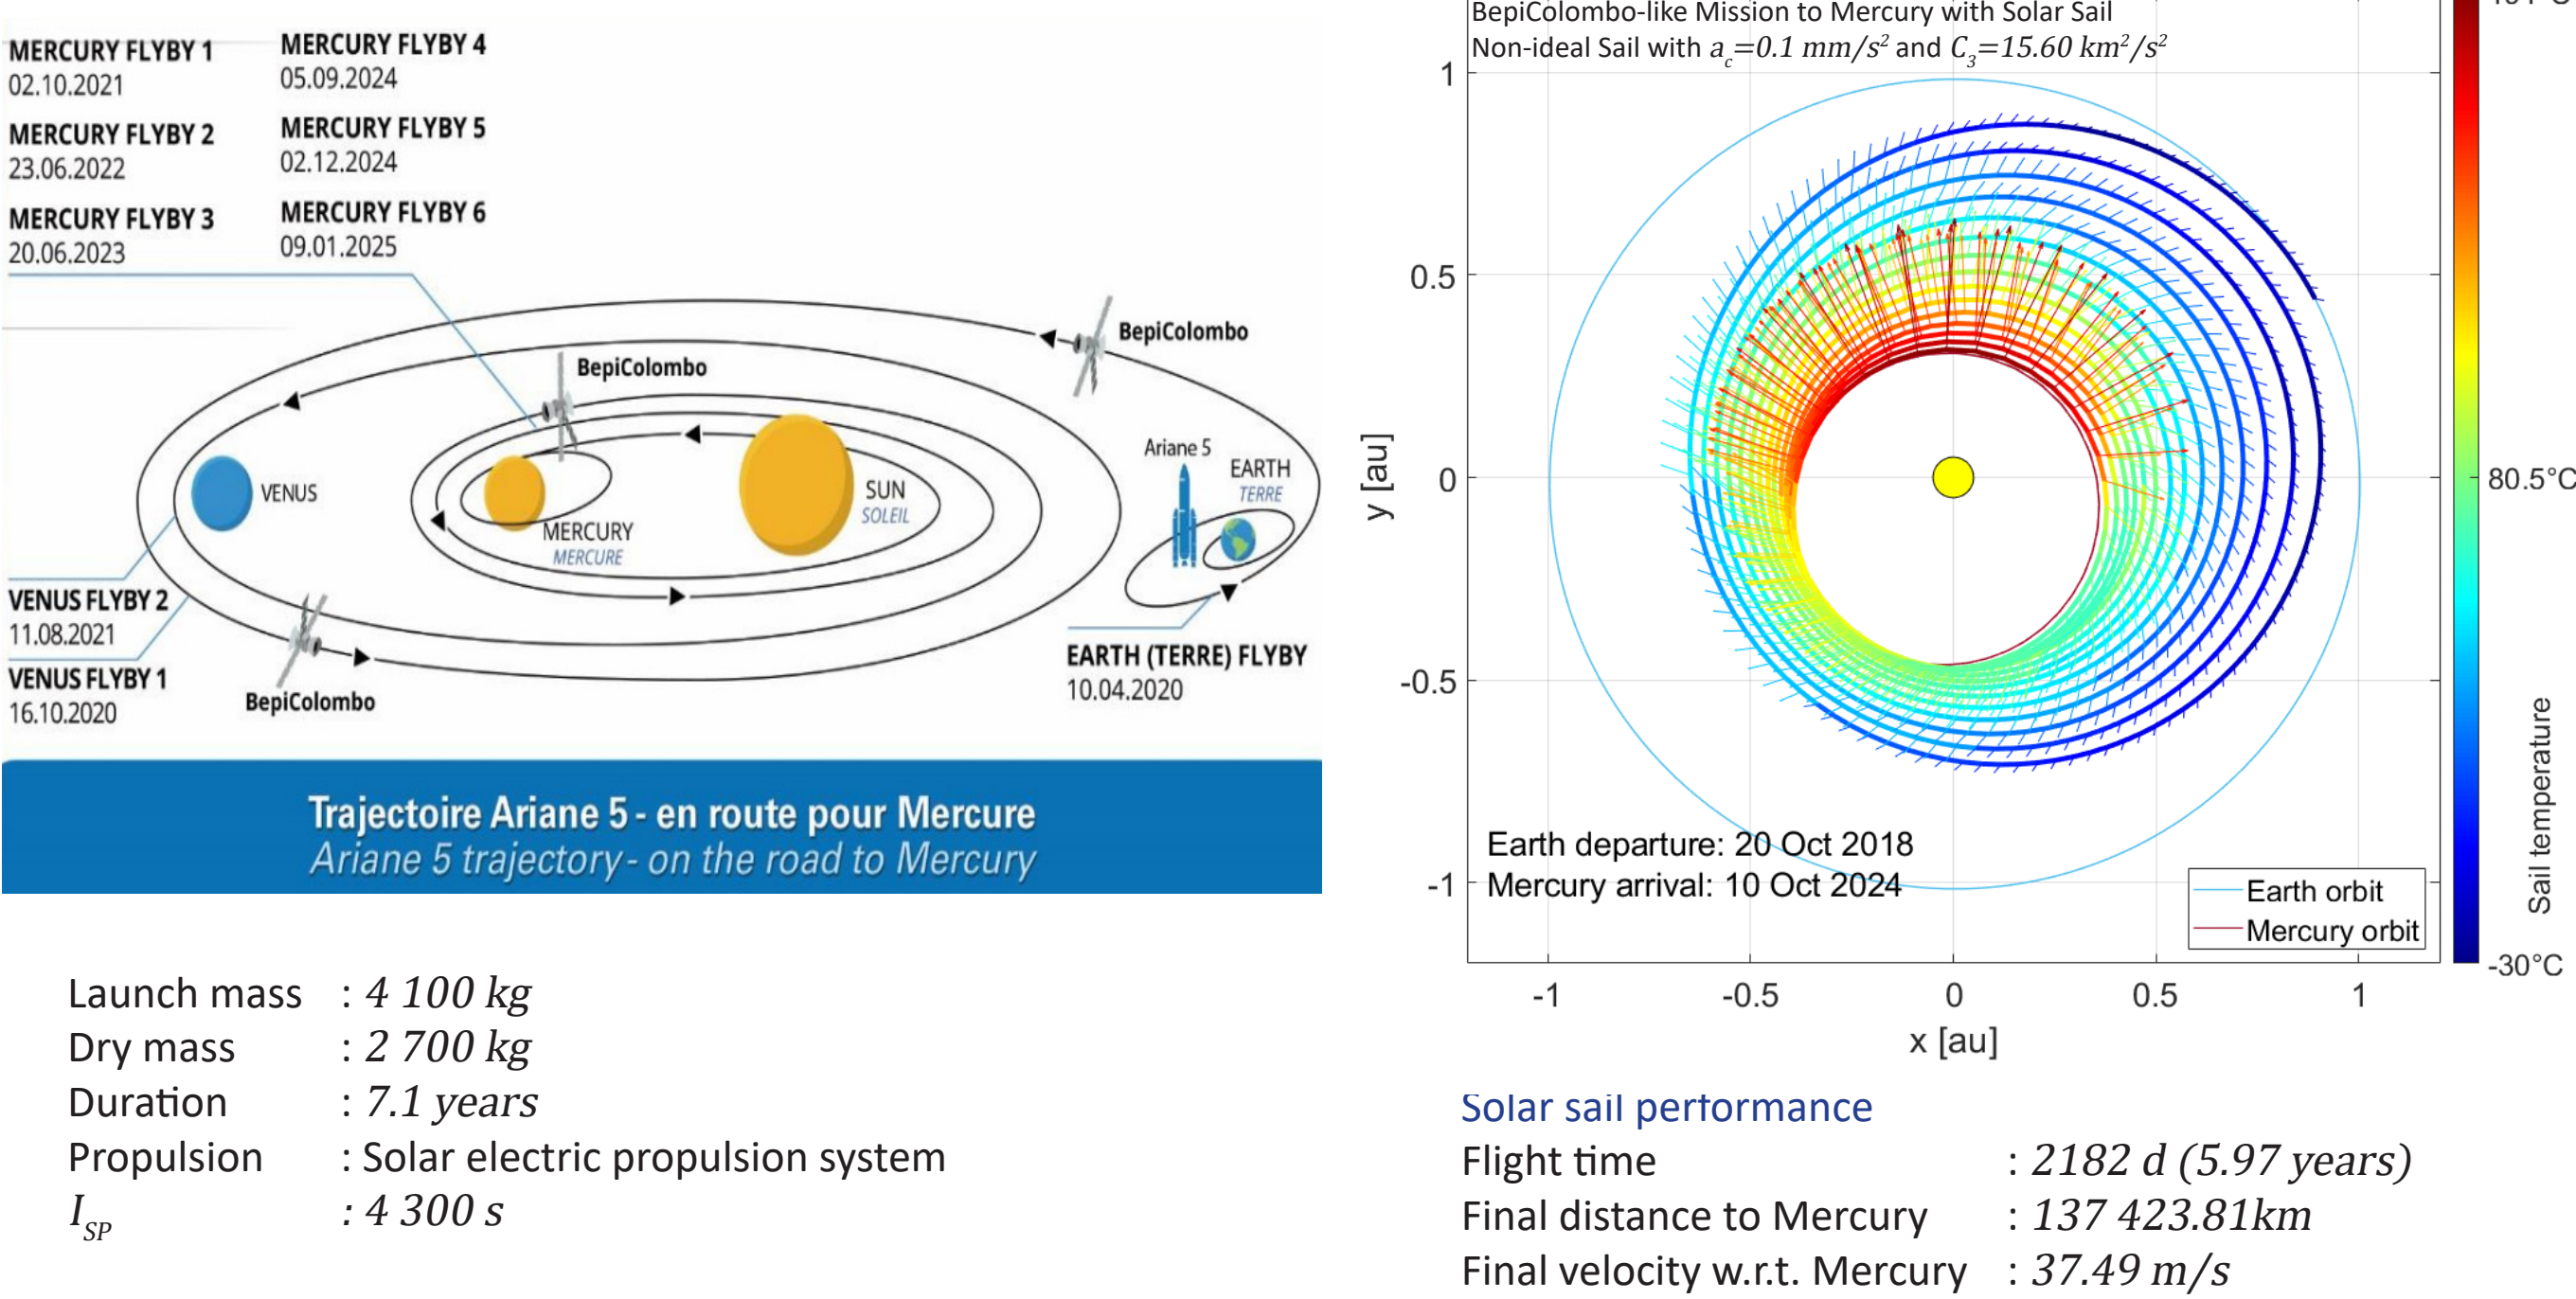 MERCURY FLYBY 1
02.10.2021
MERCURY FLYBY 2
23.06.2022
MERCURY FLYBY 3
20.06.2023
MERCURY FLYBY 4
05.09.2024
MERCURY FLYBY 5
02.12.2024
MERCURY FLYBY 6
09.01.2025
BepiColombo
BepiColombo
Ariane 5
EARTH
TERRE
VENUS
SUN
SOLEIL
MERCURY
MERCURE
VENUS FLYBY 2
11.08.2021
VENUS FLYBY 1
16.10.2020
BepiColombo
EARTH (TERRE) FLYBY
10.04.2020
Trajectoire Ariane 5 - en route pour Mercure
Ariane 5 trajectory - on the road to Mercury
Launch mass : 4 100 kg
Dry mass : 2 700 kg
Duration : 7.1 years
Propulsion : Solar electric propulsion system
I_SP : 4 300 s
BepiColombo-like Mission to Mercury with Solar Sail
Non-ideal Sail with a_c=0.1 mm/s² and C_3=15.60 km²/s²
1
0.5
0
-0.5
-1
y [au]
-1
-0.5
0
0.5
1
x [au]
Earth departure: 20 Oct 2018
Mercury arrival: 10 Oct 2024
Earth orbit
Mercury orbit
80.5°C
-30°C
Sail temperature
Solar sail performance
Flight time : 2182 d (5.97 years)
Final distance to Mercury : 137 423.81km
Final velocity w.r.t. Mercury : 37.49 m/s